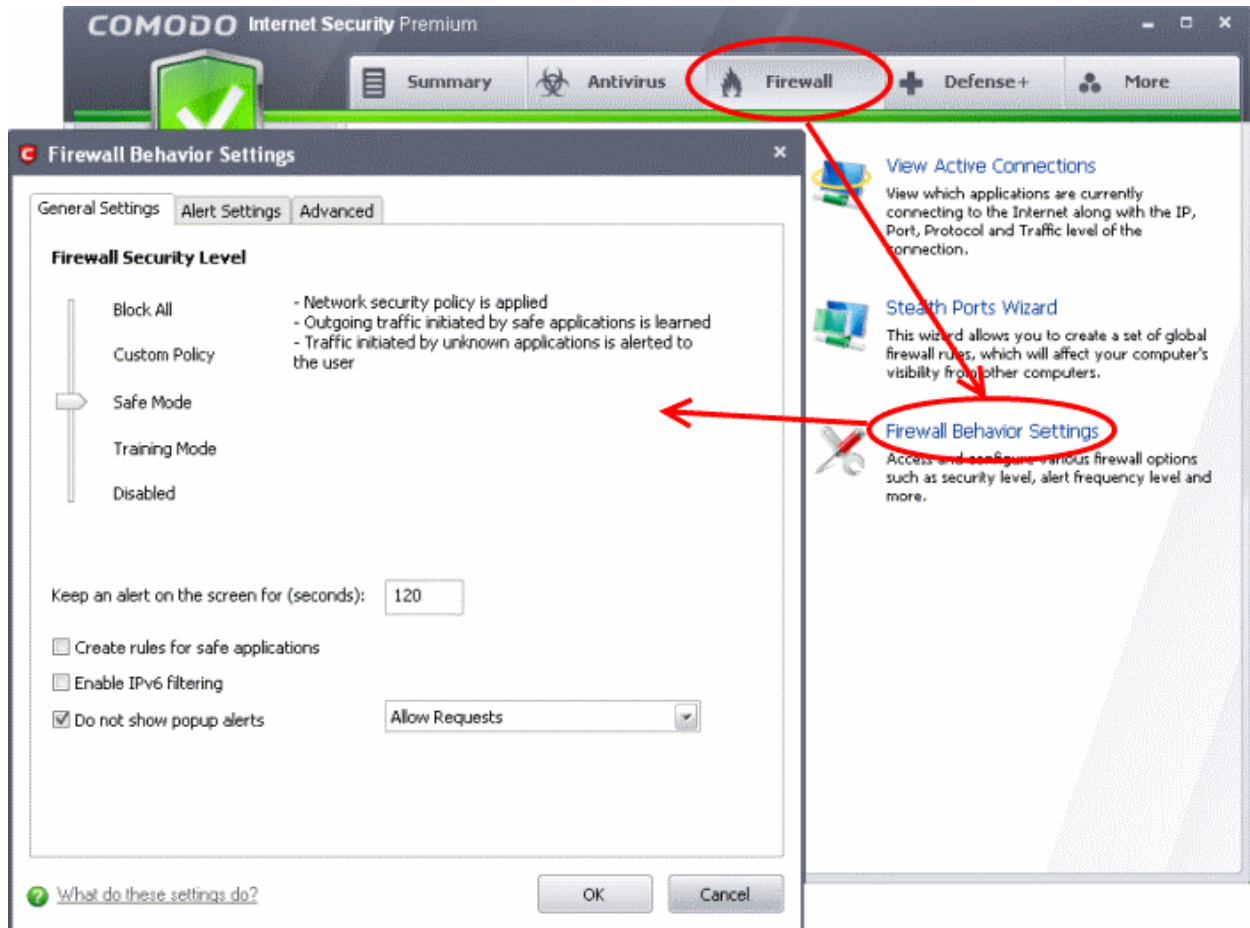 COMODO Internet Security Premium
Summary
Antivirus
Firewall
Defense+
More
Firewall Behavior Settings
General Settings
Alert Settings
Advanced
Firewall Security Level
Block All
Custom Policy
Safe Mode
Training Mode
Disabled
- Network security policy is applied
- Outgoing traffic initiated by safe applications is learned
- Traffic initiated by unknown applications is alerted to
the user
Keep an alert on the screen for (seconds):
120
Create rules for safe applications
Enable IPv6 filtering
Do not show popup alerts
Allow Requests
What do these settings do?
OK
Cancel
View Active Connections
View which applications are currently
connecting to the Internet along with the IP,
Port, Protocol and Traffic level of the
connection.
Stealth Ports Wizard
This wizard allows you to create a set of global
firewall rules, which will affect your computer's
visibility from other computers.
Firewall Behavior Settings
Access and configure various firewall options
such as security level, alert frequency level and
more.